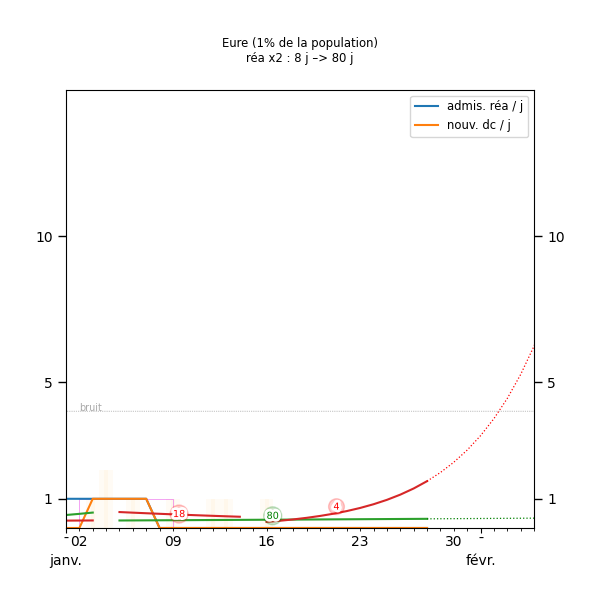 Eure (1% de la population)
réa x2 : 8 j –> 80 j
admis. réa / j
nouv. dc / j
10 10
5 5
bruit
1 1
18 80 4
02 09 16 23 30
janv. févr.